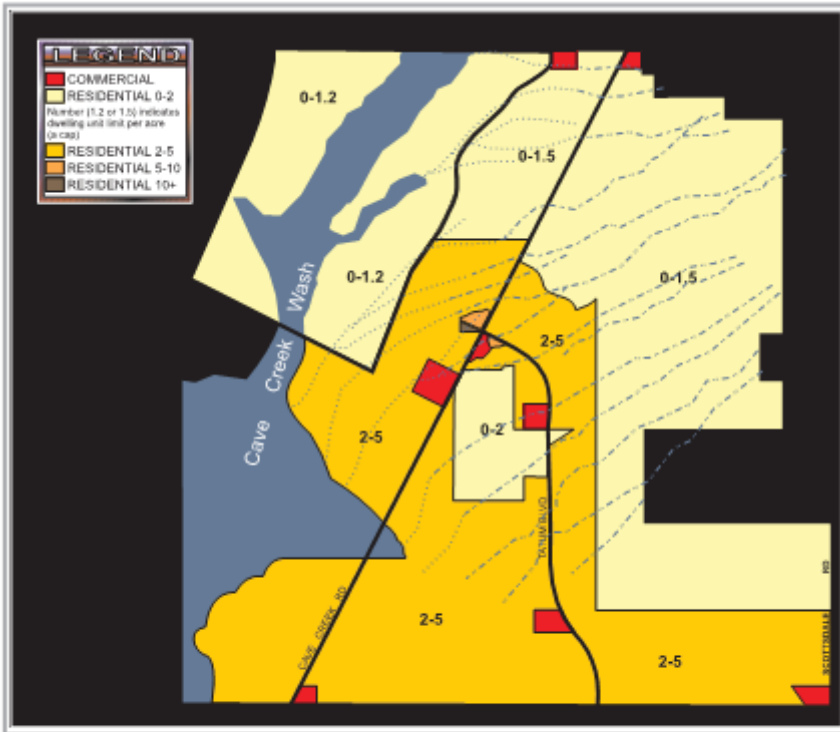 LEGEND
COMMERCIAL
RESIDENTIAL 0-2
Number (1.2 or 1.5) indicates
dwelling unit limit per acre
(a cap)
RESIDENTIAL 2-5
RESIDENTIAL 5-10
RESIDENTIAL 10+
0-1.2
0-1.5
0-1.2
0-1.5
Cave Creek Wash
2-5
2-5
0-2
TATUM BLVD
CAVE CREEK RD
2-5
2-5
SCOTTSDALE RD